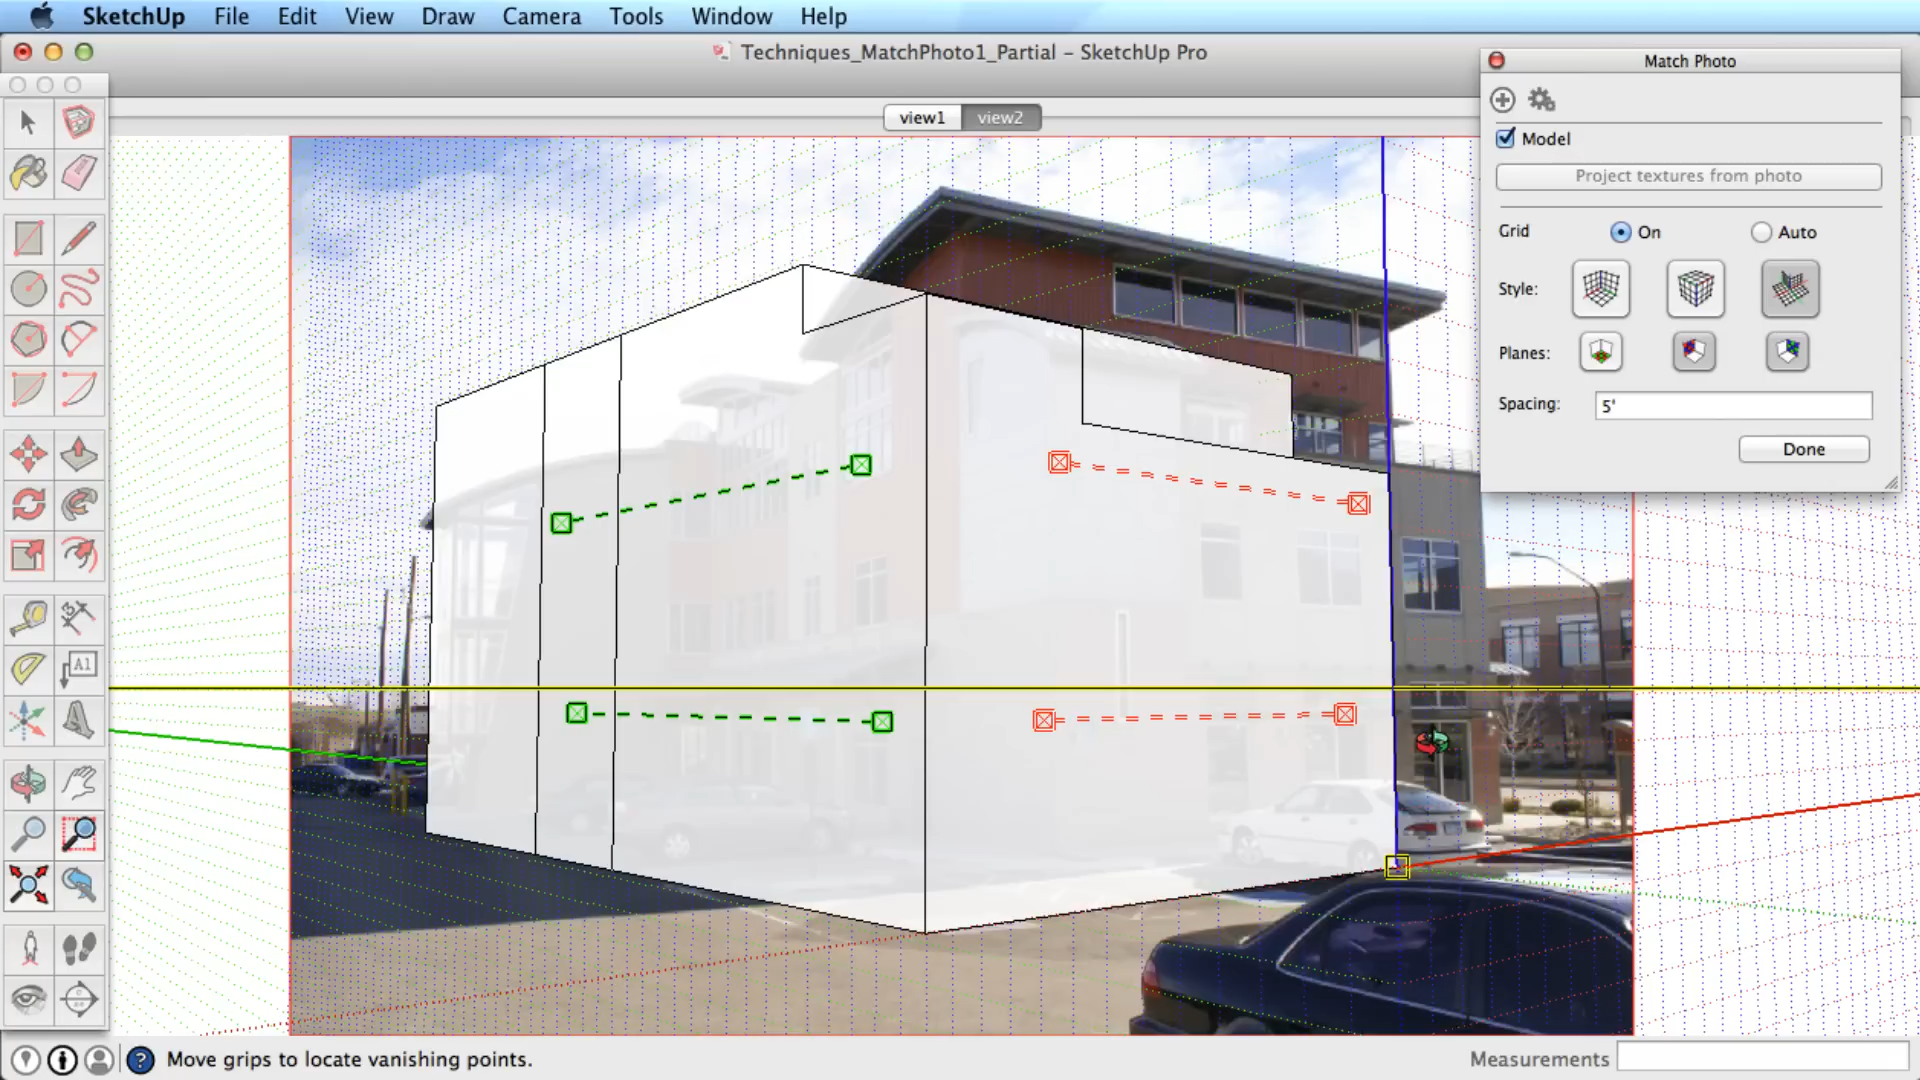 SketchUp File Edit View Draw Camera Tools Window Help
Techniques_MatchPhoto1_Partial – SketchUp Pro
Match Photo
view1 view2
Model
Project textures from photo
Grid On Auto
Style:
Planes:
Spacing: 5'
Done
A1
Move grips to locate vanishing points.
Measurements